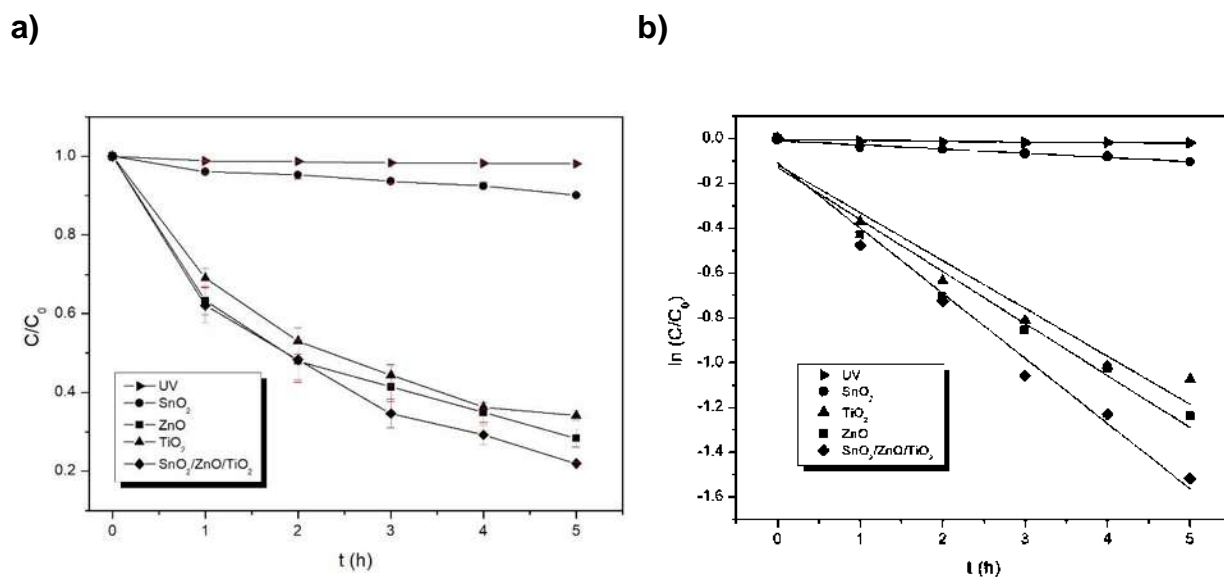 a)
b)
1.0
0.8
0.6
0.4
0.2
C/C₀
0 1 2 3 4 5
t (h)
UV
SnO₂
ZnO
TiO₂
SnO₂/ZnO/TiO₂
0.0
-0.2
-0.4
-0.6
-0.8
-1.0
-1.2
-1.4
-1.6
ln (C/C₀)
0 1 2 3 4 5
t (h)
UV
SnO₂
TiO₂
ZnO
SnO₂/ZnO/TiO₂